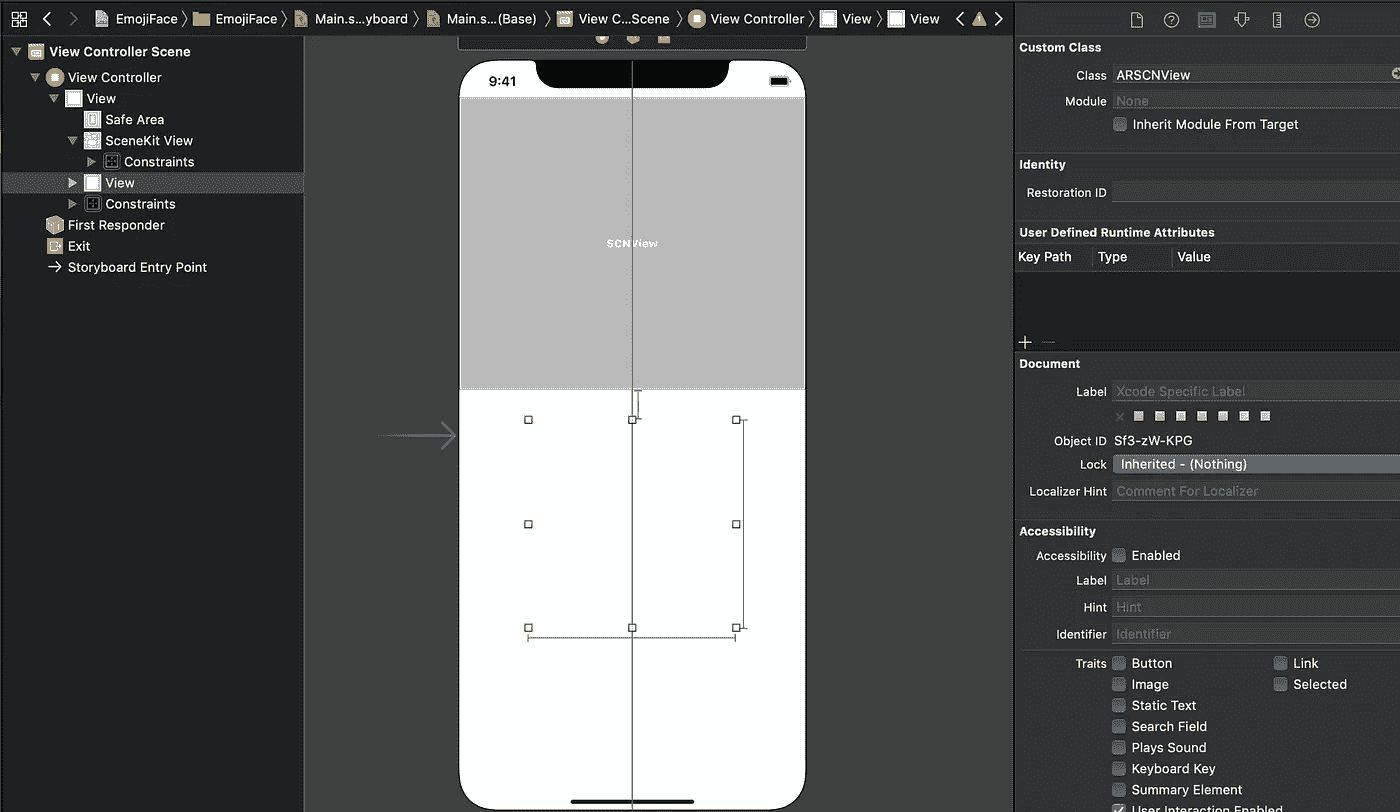 EmojiFace EmojiFace Main.s...yboard Main.s...(Base) View C...Scene View Controller View View
View Controller Scene
View Controller
View
Safe Area
SceneKit View
Constraints
View
Constraints
First Responder
Exit
Storyboard Entry Point
9:41
SCNView
Custom Class
Class ARSCNView
Module None
Inherit Module From Target
Identity
Restoration ID
User Defined Runtime Attributes
Key Path Type Value
Document
Label Xcode Specific Label
Object ID Sf3-zW-KPG
Lock Inherited - (Nothing)
Localizer Hint Comment For Localizer
Accessibility
Accessibility Enabled
Label Label
Hint Hint
Identifier Identifier
Traits Button Link
Image Selected
Static Text
Search Field
Plays Sound
Keyboard Key
Summary Element
User Interaction Enabled